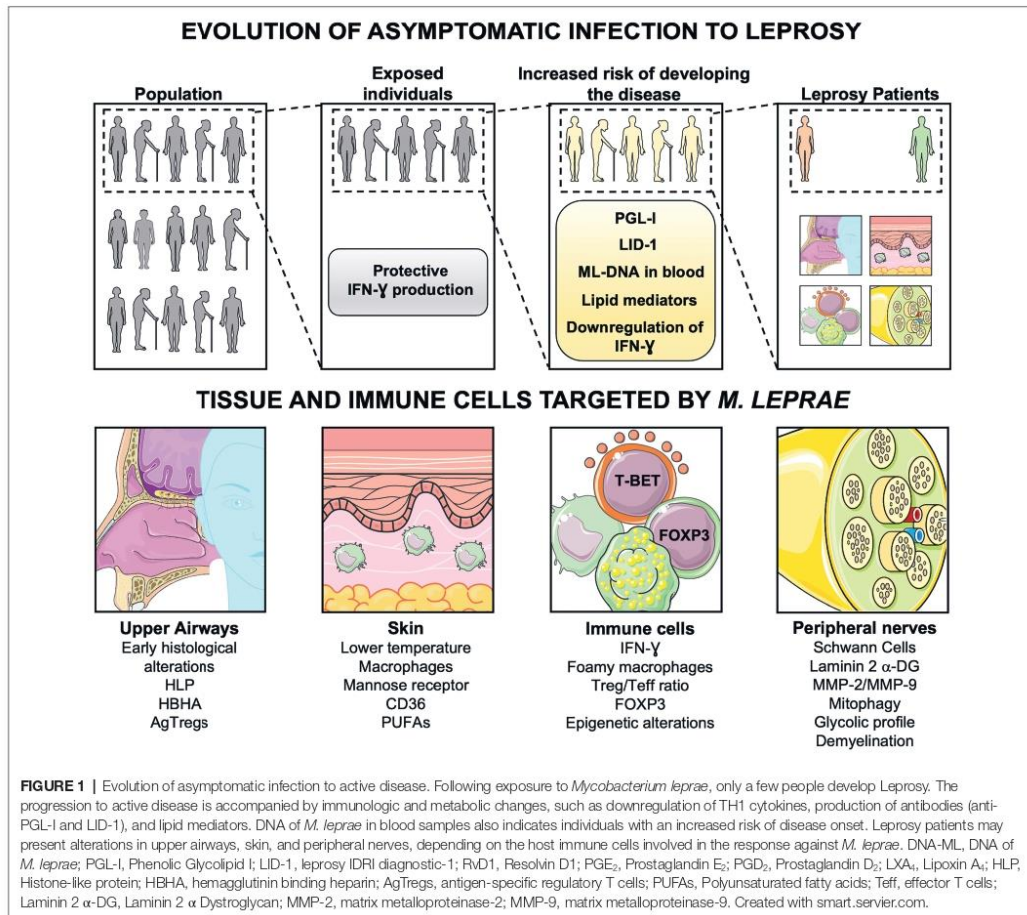 EVOLUTION OF ASYMPTOMATIC INFECTION TO LEPROSY
Population
Exposed
individuals
Increased risk of developing
the disease
Leprosy Patients
Protective
IFN-Ɣ production
PGL-I
LID-1
ML-DNA in blood
Lipid mediators
Downregulation of
IFN-Ɣ
TISSUE AND IMMUNE CELLS TARGETED BY M. LEPRAE
T-BET
FOXP3
Upper Airways
Early histological
alterations
HLP
HBHA
AgTregs
Skin
Lower temperature
Macrophages
Mannose receptor
CD36
PUFAs
Immune cells
IFN-Ɣ
Foamy macrophages
Treg/Teff ratio
FOXP3
Epigenetic alterations
Peripheral nerves
Schwann Cells
Laminin 2 α-DG
MMP-2/MMP-9
Mitophagy
Glycolic profile
Demyelination
FIGURE 1 | Evolution of asymptomatic infection to active disease. Following exposure to Mycobacterium leprae, only a few people develop Leprosy. The
progression to active disease is accompanied by immunologic and metabolic changes, such as downregulation of TH1 cytokines, production of antibodies (anti-
PGL-I and LID-1), and lipid mediators. DNA of M. leprae in blood samples also indicates individuals with an increased risk of disease onset. Leprosy patients may
present alterations in upper airways, skin, and peripheral nerves, depending on the host immune cells involved in the response against M. leprae. DNA-ML, DNA of
M. leprae; PGL-I, Phenolic Glycolipid I; LID-1, leprosy IDRI diagnostic-1; RvD1, Resolvin D1; PGE₂, Prostaglandin E₂; PGD₂, Prostaglandin D₂; LXA₄, Lipoxin A₄; HLP,
Histone-like protein; HBHA, hemagglutinin binding heparin; AgTregs, antigen-specific regulatory T cells; PUFAs, Polyunsaturated fatty acids; Teff, effector T cells;
Laminin 2 α-DG, Laminin 2 α Dystroglycan; MMP-2, matrix metalloproteinase-2; MMP-9, matrix metalloproteinase-9. Created with smart.servier.com.